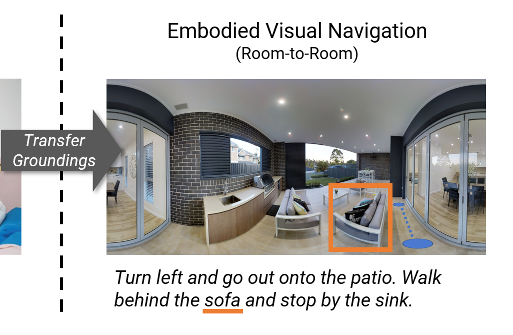 Embodied Visual Navigation
(Room-to-Room)
Transfer
Groundings
Turn left and go out onto the patio. Walk
behind the sofa and stop by the sink.